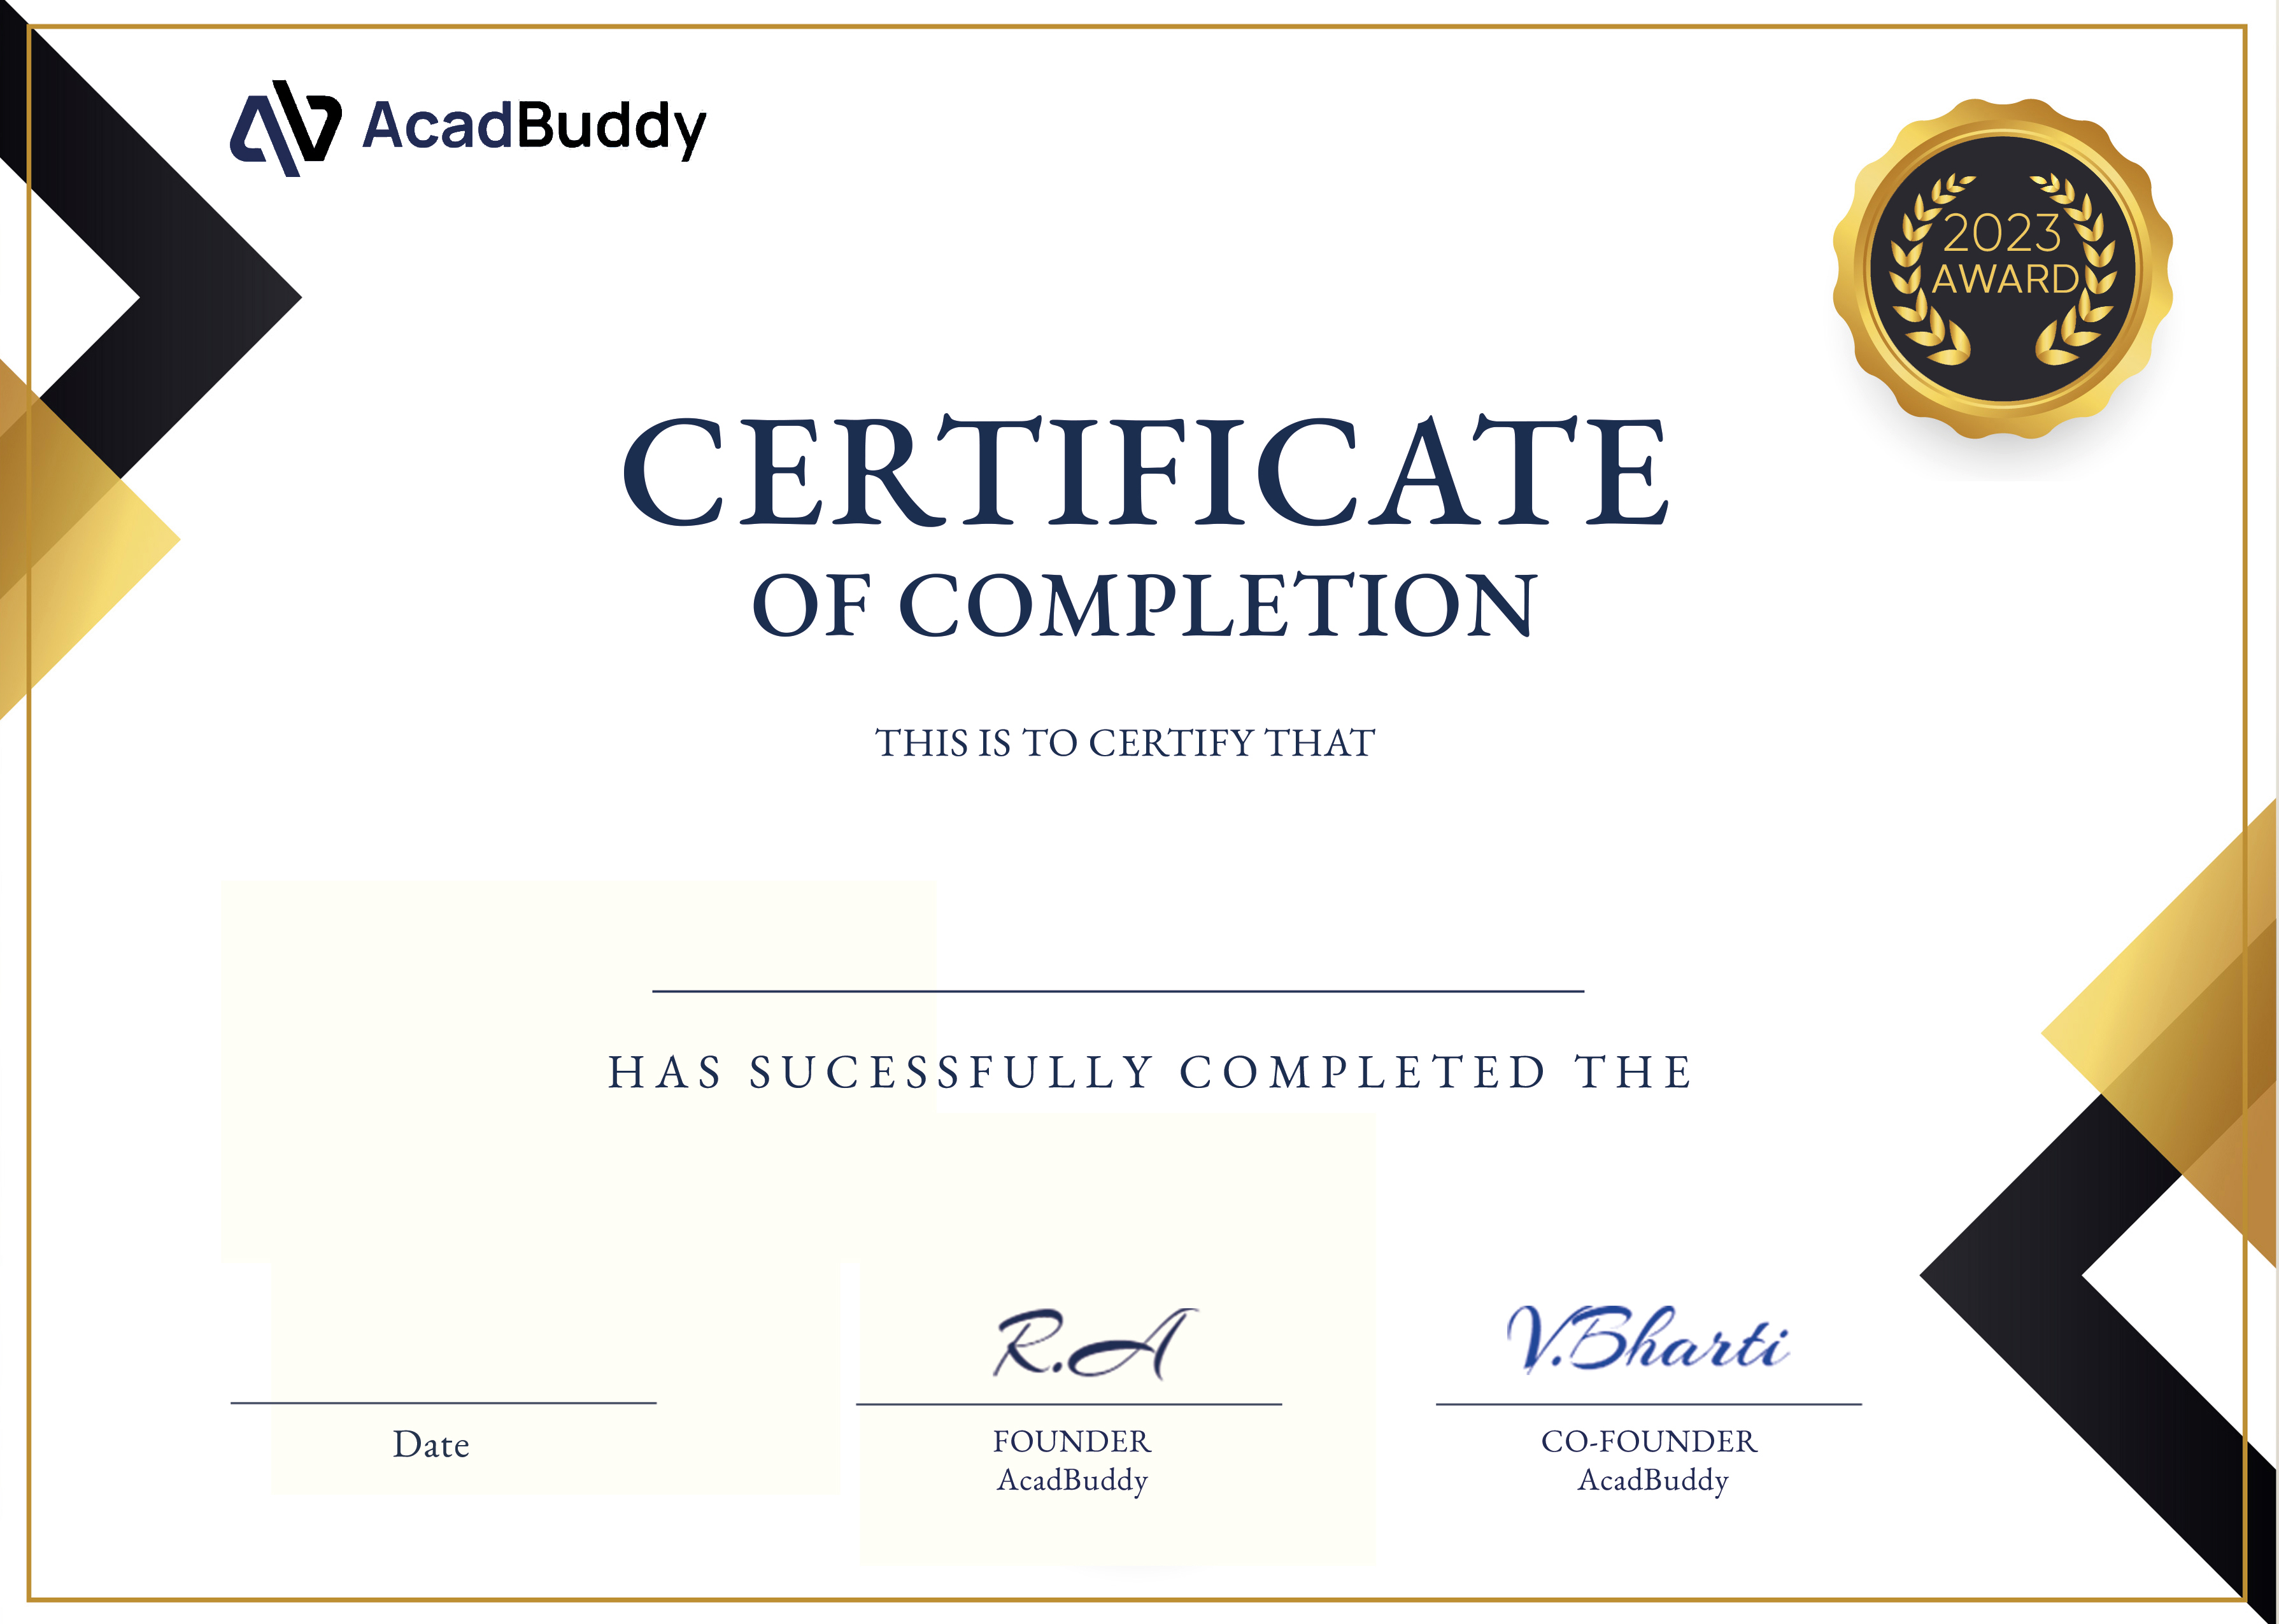 AcadBuddy
2023
AWARD
CERTIFICATE
OF COMPLETION
THIS IS TO CERTIFY THAT
HAS SUCESSFULLY COMPLETED THE
R.A
V.Bharti
Date
FOUNDER
AcadBuddy
CO-FOUNDER
AcadBuddy